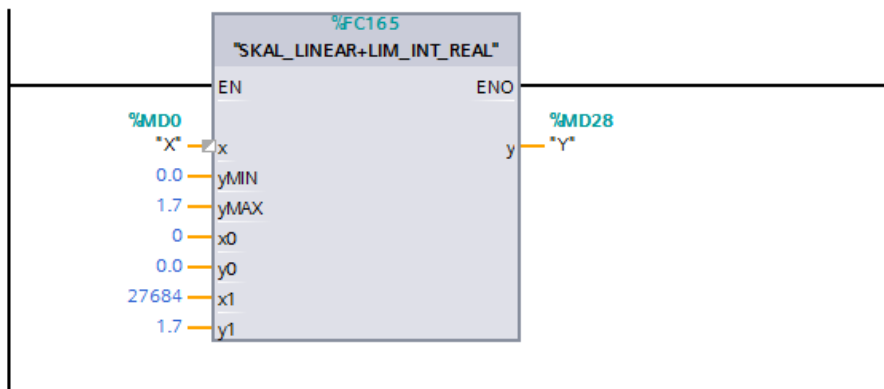 %FC165
"SKAL_LINEAR+LIM_INT_REAL"
EN ENO
%MD0 %MD28
"X" x y "Y"
0.0 yMIN
1.7 yMAX
0 x0
0.0 y0
27684 x1
1.7 y1